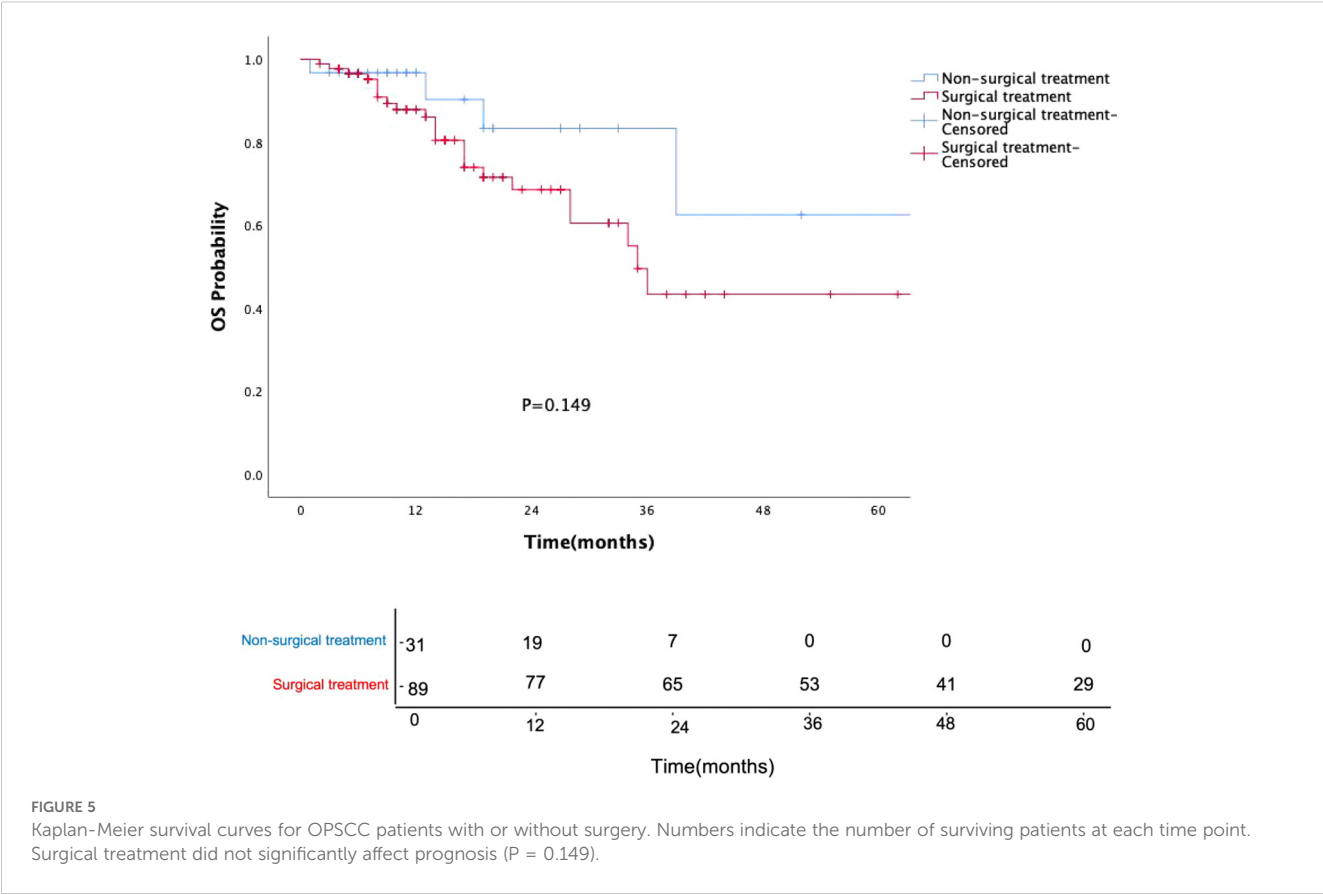 1.0
0.8
0.6
0.4
0.2
0.0
OS Probability
Non-surgical treatment
Surgical treatment
Non-surgical treatment-
Censored
Surgical treatment-
Censored
P=0.149
0 12 24 36 48 60
Time(months)
Non-surgical treatment -31 19 7 0 0 0
Surgical treatment - 89 77 65 53 41 29
0 12 24 36 48 60
Time(months)
FIGURE 5
Kaplan-Meier survival curves for OPSCC patients with or without surgery. Numbers indicate the number of surviving patients at each time point.
Surgical treatment did not significantly affect prognosis (P = 0.149).